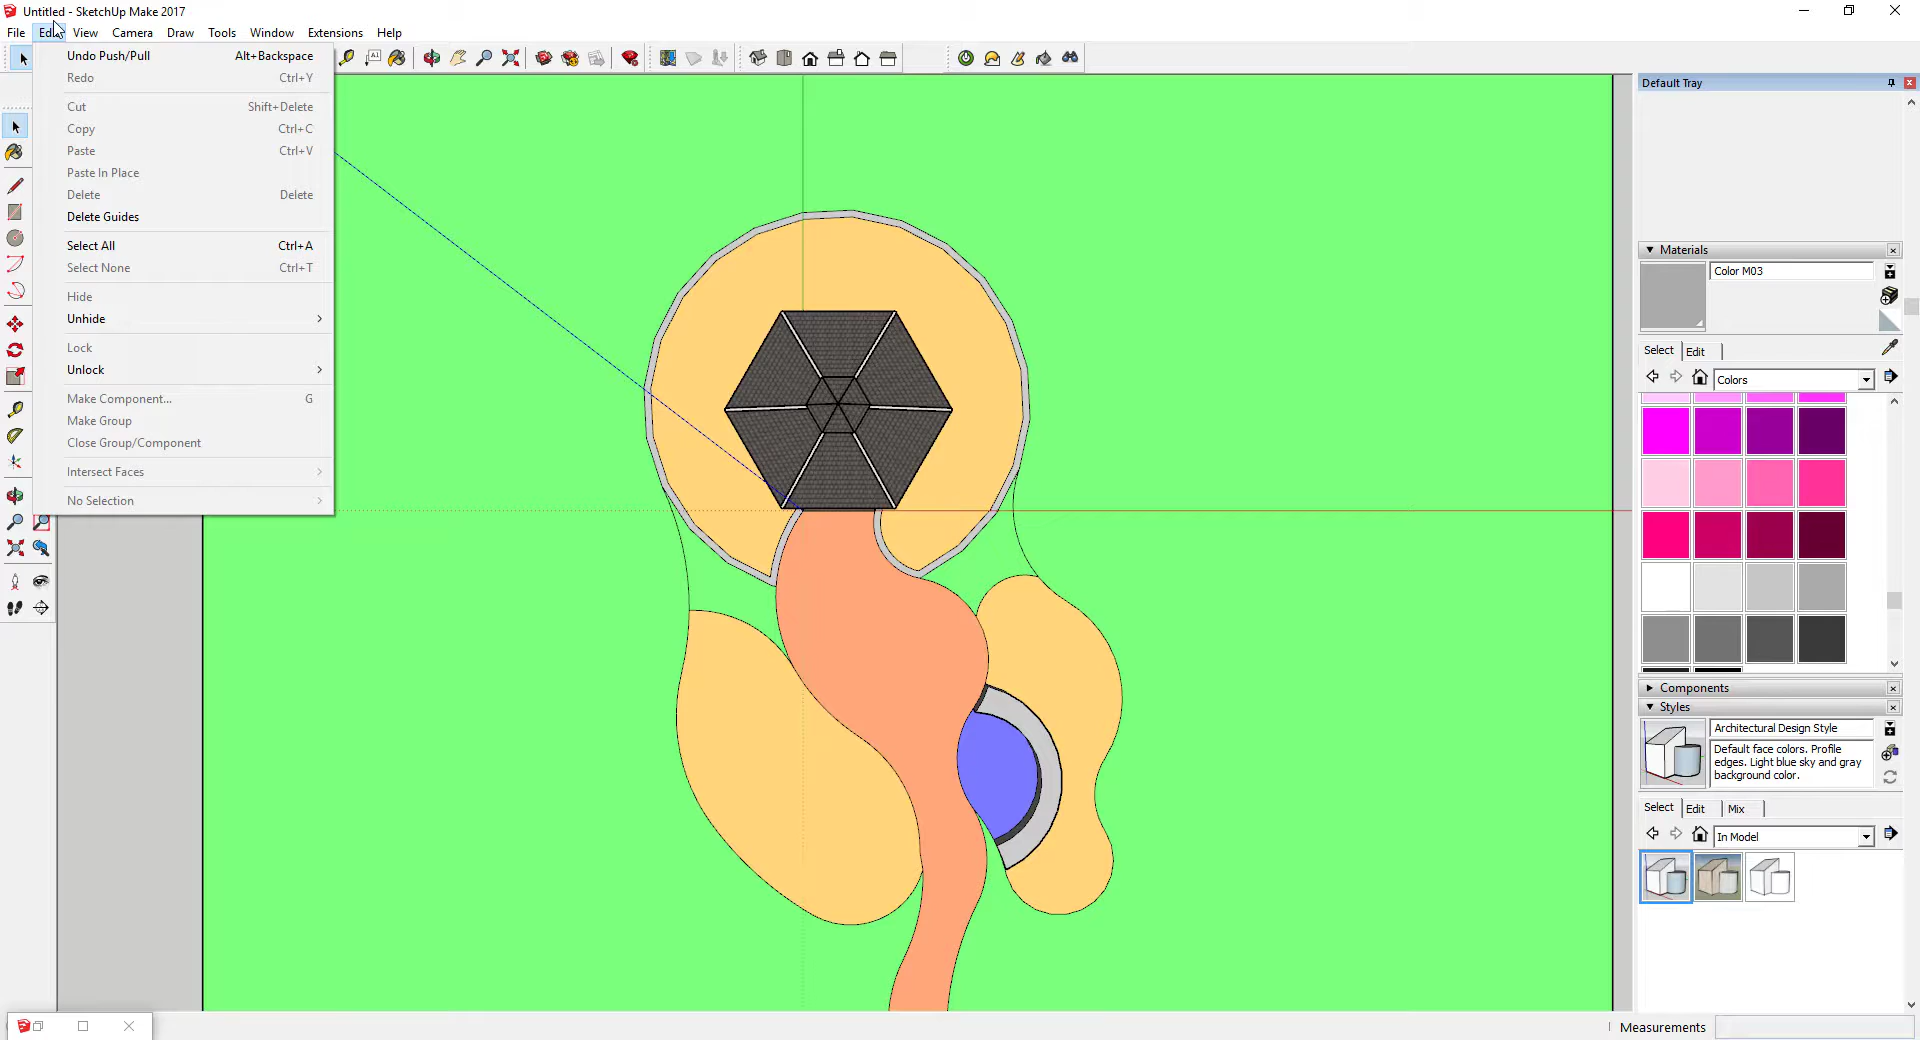 Untitled - SketchUp Make 2017
File Edit View Camera Draw Tools Window Extensions Help
Undo Push/Pull Alt+Backspace
Redo Ctrl+Y
Cut Shift+Delete
Copy Ctrl+C
Paste Ctrl+V
Paste In Place
Delete Delete
Delete Guides
Select All Ctrl+A
Select None Ctrl+T
Hide
Unhide
Lock
Unlock
Make Component... G
Make Group
Close Group/Component
Intersect Faces
No Selection
Default Tray
Materials
Color M03
Select Edit
Colors
Components
Styles
Architectural Design Style
Default face colors. Profile
edges. Light blue sky and gray
background color.
Select Edit Mix
In Model
Measurements